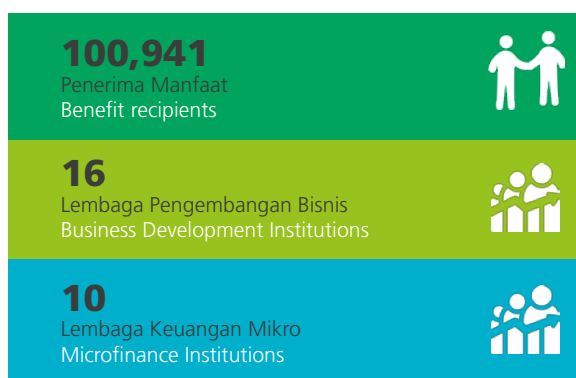 100,941
Penerima Manfaat
Benefit recipients
16
Lembaga Pengembangan Bisnis
Business Development Institutions
10
Lembaga Keuangan Mikro
Microfinance Institutions